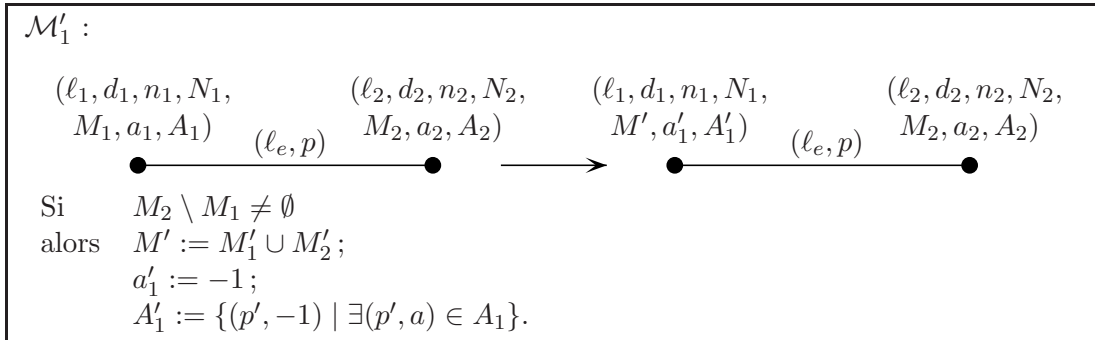 ℳ′₁ :
(ℓ₁, d₁, n₁, N₁, (ℓ₂, d₂, n₂, N₂, (ℓ₁, d₁, n₁, N₁, (ℓ₂, d₂, n₂, N₂,
M₁, a₁, A₁) M₂, a₂, A₂) M′, a′₁, A′₁) M₂, a₂, A₂)
(ℓₑ, p) (ℓₑ, p)
Si M₂ \ M₁ ≠ ∅
alors M′ := M′₁ ∪ M′₂ ;
a′₁ := −1 ;
A′₁ := {(p′, −1) | ∃(p′, a) ∈ A₁}.